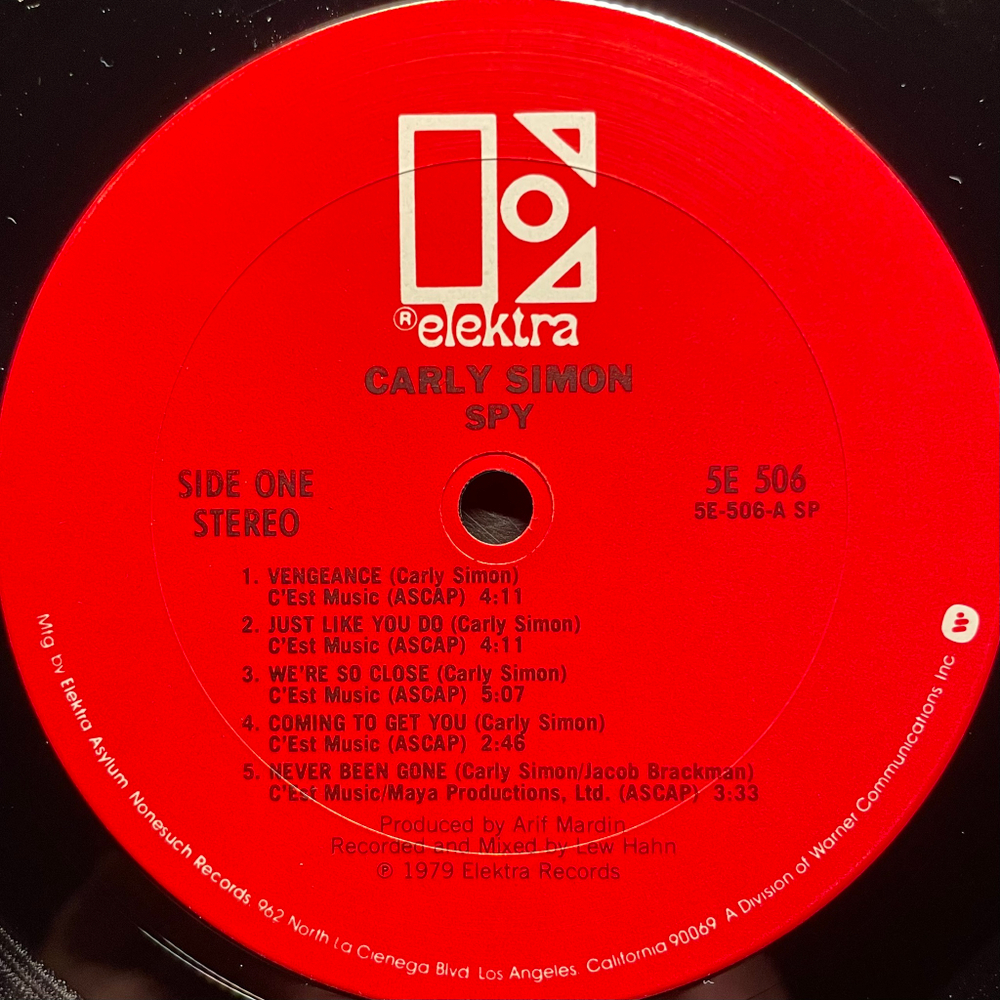 ® elektra
CARLY SIMON
SPY
SIDE ONE
STEREO
5E 506
5E-506-A SP
1. VENGEANCE (Carly Simon)
C'Est Music (ASCAP) 4:11
2. JUST LIKE YOU DO (Carly Simon)
C'Est Music (ASCAP) 4:11
3. WE'RE SO CLOSE (Carly Simon)
C'Est Music (ASCAP) 5:07
4. COMING TO GET YOU (Carly Simon)
C'Est Music (ASCAP) 2:46
5. NEVER BEEN GONE (Carly Simon/Jacob Brackman)
C'Est Music/Maya Productions, Ltd. (ASCAP) 3:33
Produced by Arif Mardin
Recorded and Mixed by Lew Hahn
℗ 1979 Elektra Records
Mfg by Elektra Asylum Nonesuch Records 962 North La Cienega Blvd Los Angeles. California 90069 A Division of Warner Communications Inc